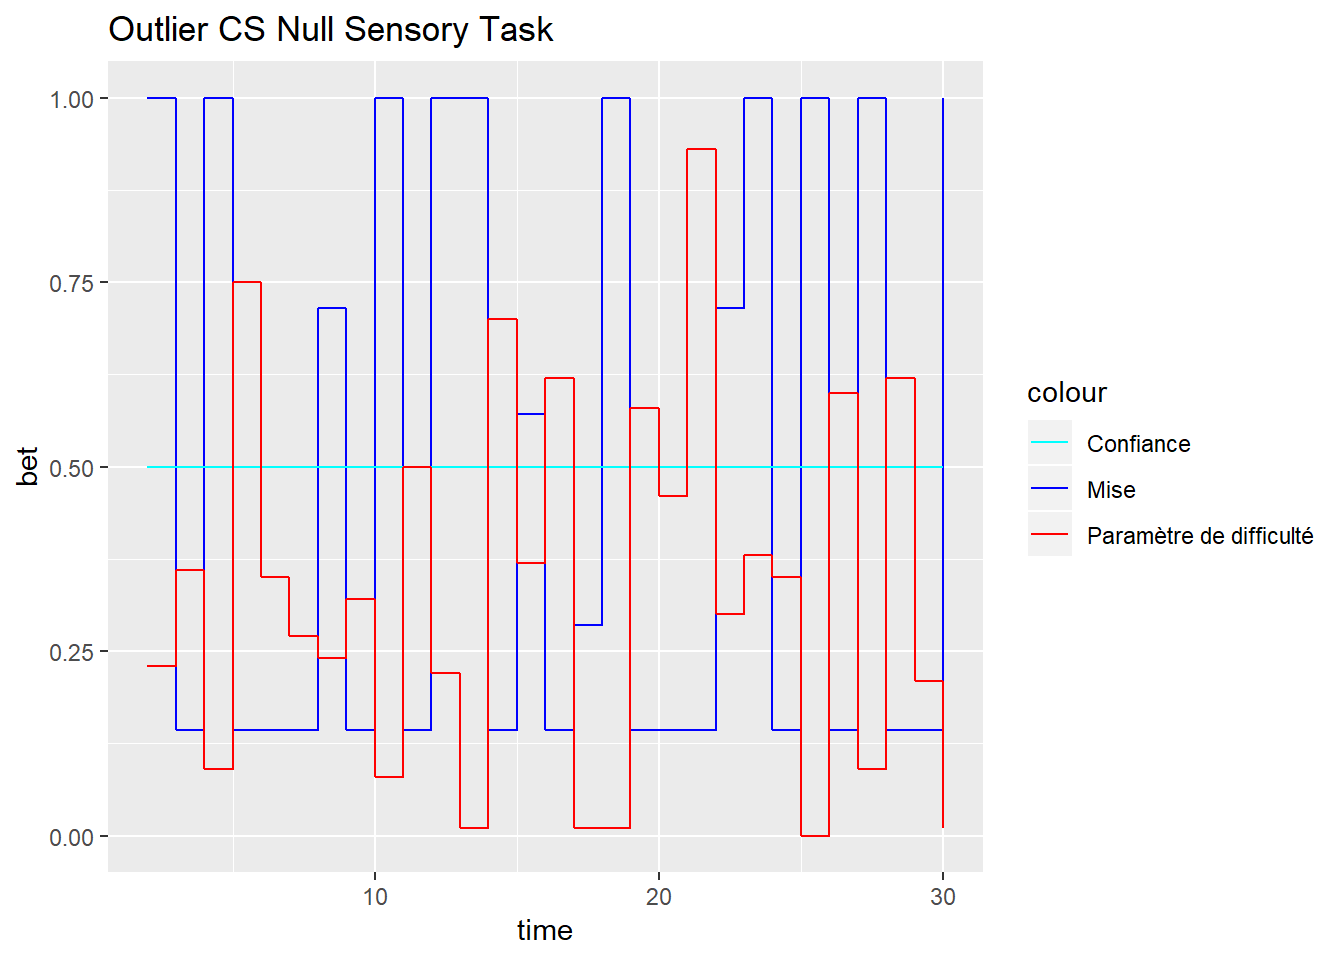 Outlier CS Null Sensory Task
1.00
0.75
0.50
0.25
0.00
bet
10
20
30
time
colour
Confiance
Mise
Paramètre de difficulté